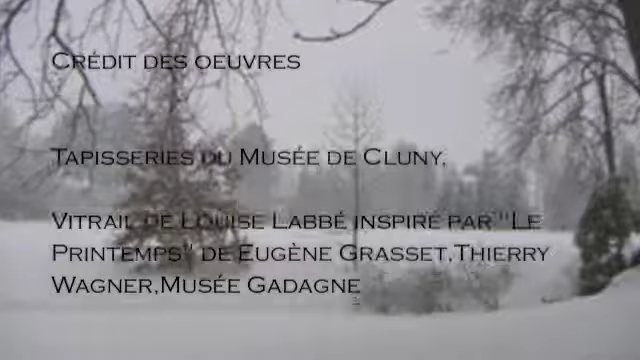 Crédit des oeuvres
Tapisseries du Musée de Cluny,
Vitrail de Louise Labbé inspiré par "Le
Printemps" de Eugène Grasset,Thierry
Wagner,Musée Gadagne